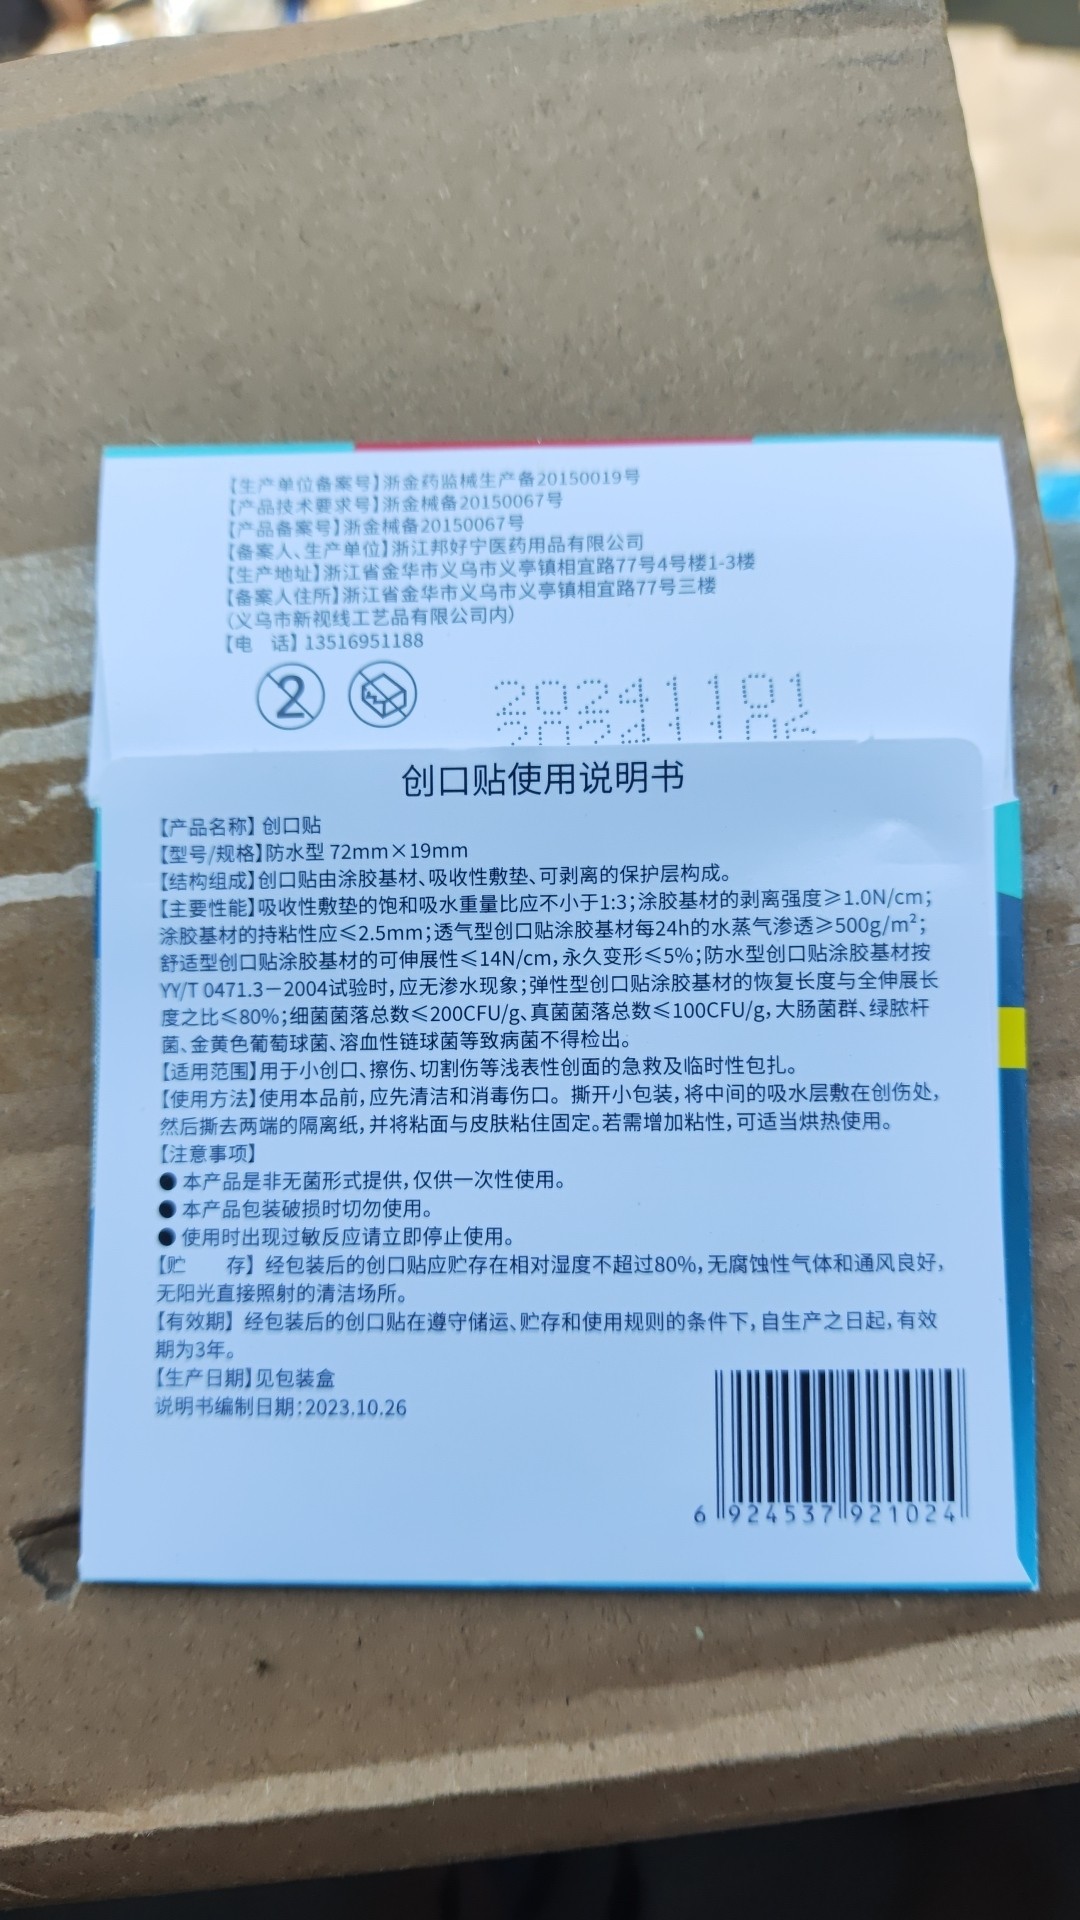 【生产单位备案号】浙金药监械生产备20150019号
【产品技术要求号】浙金械备20150067号
【产品备案号】浙金械备20150067号
【备案人、生产单位】浙江邦好宁医药用品有限公司
【生产地址】浙江省金华市义乌市义亭镇相宜路77号4号楼1-3楼
【备案人住所】浙江省金华市义乌市义亭镇相宜路77号三楼
(义乌市新视线工艺品有限公司内)
【电 话】13516951188
2
20241101
创口贴使用说明书
【产品名称】创口贴
【型号/规格】防水型 72mm×19mm
【结构组成】创口贴由涂胶基材、吸收性敷垫、可剥离的保护层构成。
【主要性能】吸收性敷垫的饱和吸水重量比应不小于1:3；涂胶基材的剥离强度≥1.0N/cm；
涂胶基材的持粘性应≤2.5mm；透气型创口贴涂胶基材每24h的水蒸气渗透≥500g/m²；
舒适型创口贴涂胶基材的可伸展性≤14N/cm，永久变形≤5%；防水型创口贴涂胶基材按
YY/T 0471.3－2004试验时，应无渗水现象；弹性型创口贴涂胶基材的恢复长度与全伸展长
度之比≤80%；细菌菌落总数≤200CFU/g、真菌菌落总数≤100CFU/g，大肠菌群、绿脓杆
菌、金黄色葡萄球菌、溶血性链球菌等致病菌不得检出。
【适用范围】用于小创口、擦伤、切割伤等浅表性创面的急救及临时性包扎。
【使用方法】使用本品前，应先清洁和消毒伤口。撕开小包装，将中间的吸水层敷在创伤处，
然后撕去两端的隔离纸，并将粘面与皮肤粘住固定。若需增加粘性，可适当烘热使用。
【注意事项】
● 本产品是非无菌形式提供，仅供一次性使用。
● 本产品包装破损时切勿使用。
● 使用时出现过敏反应请立即停止使用。
【贮 存】经包装后的创口贴应贮存在相对湿度不超过80%，无腐蚀性气体和通风良好，
无阳光直接照射的清洁场所。
【有效期】经包装后的创口贴在遵守储运、贮存和使用规则的条件下，自生产之日起，有效
期为3年。
【生产日期】见包装盒
说明书编制日期：2023.10.26
6 924537 921024